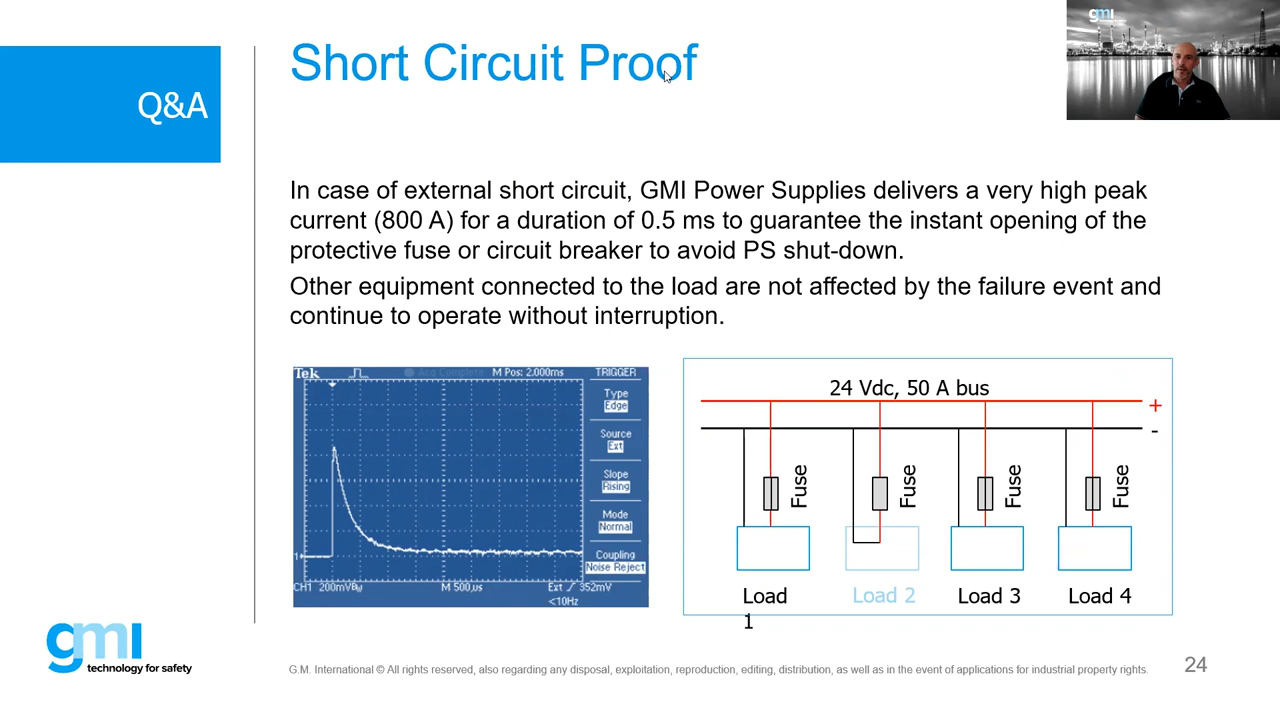 Short Circuit Proof
gmi
Q&A
In case of external short circuit, GMI Power Supplies delivers a very high peak
current (800 A) for a duration of 0.5 ms to guarantee the instant opening of the
protective fuse or circuit breaker to avoid PS shut-down.
Other equipment connected to the load are not affected by the failure event and
continue to operate without interruption.
Tek
Acq Complete
M Pos: 2.000ms
TRIGGER
Type
Edge
Source
Ext
Slope
Rising
Mode
Normal
Coupling
Noise Reject
1
CH1 200mVBw
M 500µs
Ext
352mV
<10Hz
24 Vdc, 50 A bus
+
-
Fuse
Fuse
Fuse
Fuse
Load
1
Load 2
Load 3
Load 4
gmi
technology for safety
G.M. International © All rights reserved, also regarding any disposal, exploitation, reproduction, editing, distribution, as well as in the event of applications for industrial property rights.
24